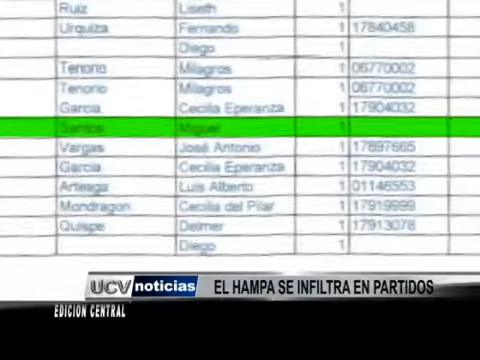 Ruiz Liseth 1
Urquiza Fernando 1 17840458
Diego 1
Tenorio Milagros 1 06770002
Tenorio Milagros 1 06770002
Garcia Cecilia Esperanza 1 17904032
Santos Miguel 1
Vargas José Antonio 1 17897665
Garcia Cecilia Esperanza 1 17904032
Arteaga Luis Alberto 1 01146553
Mondragon Cecilia del Pilar 1 17919999
Quispe Delmer 1 17913078
Diego 1
UCV noticias EL HAMPA SE INFILTRA EN PARTIDOS
EDICION CENTRAL